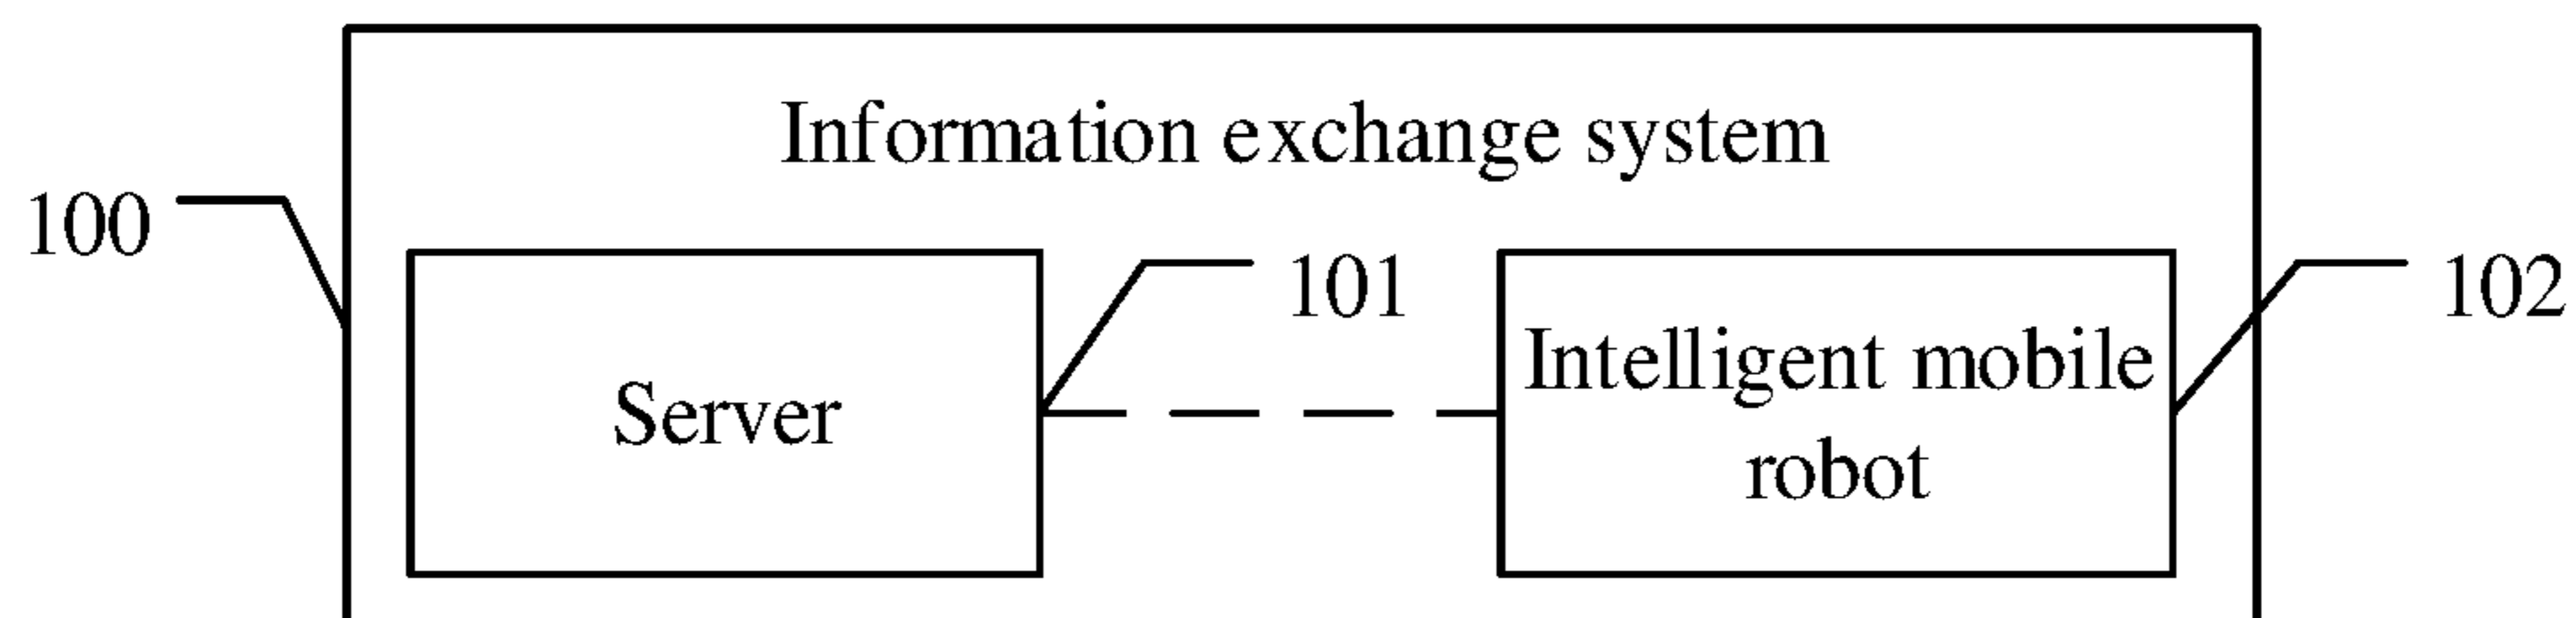 Information exchange system
100
101
102
Server
Intelligent mobile
robot